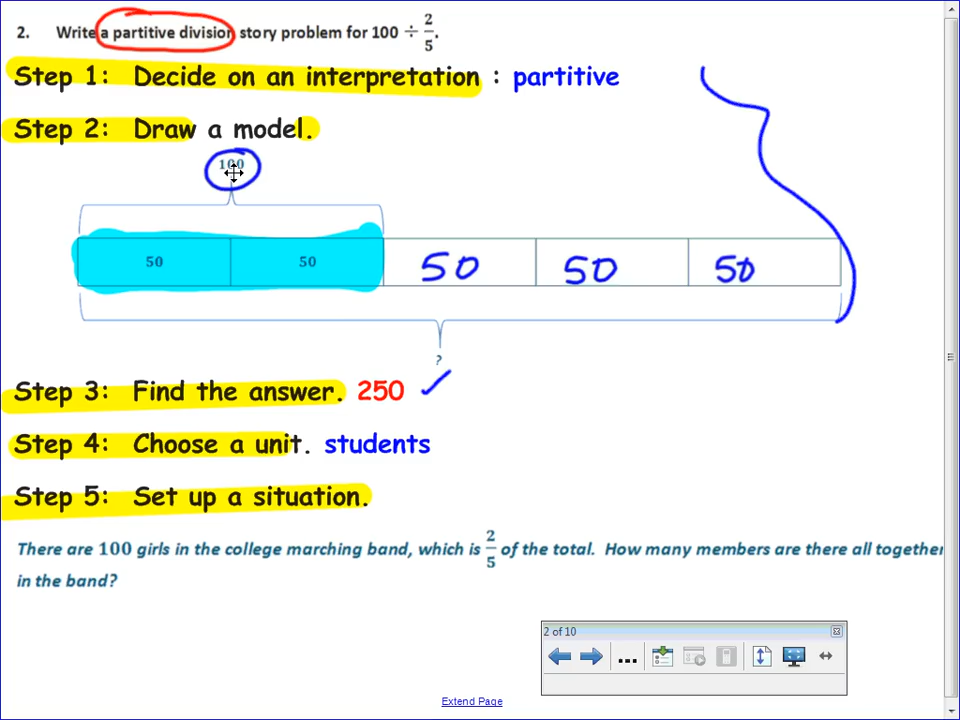 2. Write a partitive division story problem for 100 ÷ 2/5.
Step 1: Decide on an interpretation : partitive
Step 2: Draw a model.
100
50 50 50 50 50
?
Step 3: Find the answer. 250 ✓
Step 4: Choose a unit. students
Step 5: Set up a situation.
There are 100 girls in the college marching band, which is 2/5 of the total. How many members are there all together
in the band?
2 of 10
...
Extend Page